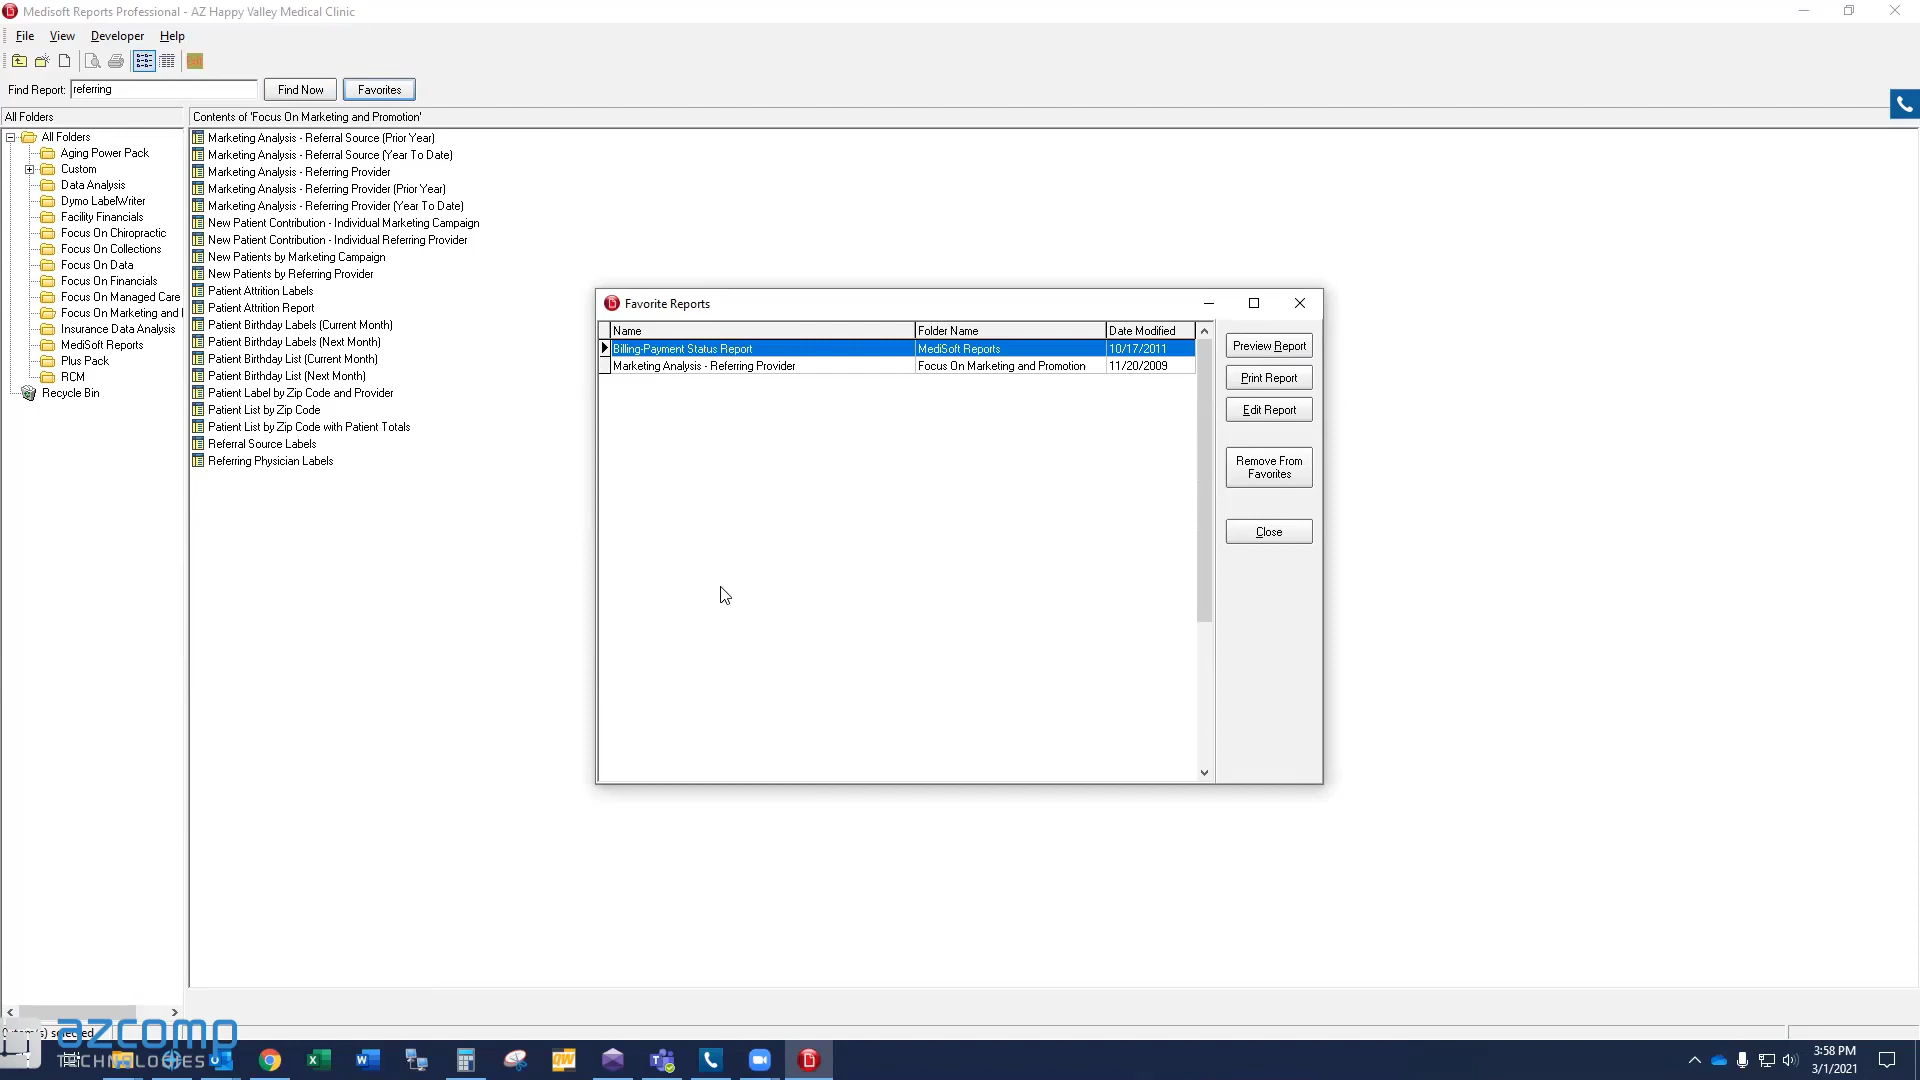 Medisoft Reports Professional - AZ Happy Valley Medical Clinic
File View Developer Help
Find Report: referring Find Now Favorites
All Folders
Contents of 'Focus On Marketing and Promotion'
All Folders
Aging Power Pack
Custom
Data Analysis
Dymo LabelWriter
Facility Financials
Focus On Chiropractic
Focus On Collections
Focus On Data
Focus On Financials
Focus On Managed Care
Focus On Marketing and
Insurance Data Analysis
MediSoft Reports
Plus Pack
RCM
Recycle Bin
Marketing Analysis - Referral Source (Prior Year)
Marketing Analysis - Referral Source (Year To Date)
Marketing Analysis - Referring Provider
Marketing Analysis - Referring Provider (Prior Year)
Marketing Analysis - Referring Provider (Year To Date)
New Patient Contribution - Individual Marketing Campaign
New Patient Contribution - Individual Referring Provider
New Patients by Marketing Campaign
New Patients by Referring Provider
Patient Attrition Labels
Patient Attrition Report
Patient Birthday Labels (Current Month)
Patient Birthday Labels (Next Month)
Patient Birthday List (Current Month)
Patient Birthday List (Next Month)
Patient Label by Zip Code and Provider
Patient List by Zip Code
Patient List by Zip Code with Patient Totals
Referral Source Labels
Referring Physician Labels
Favorite Reports
Name Folder Name Date Modified
Billing-Payment Status Report MediSoft Reports 10/17/2011
Marketing Analysis - Referring Provider Focus On Marketing and Promotion 11/20/2009
Preview Report
Print Report
Edit Report
Remove From
Favorites
Close
selected
azcomp
TECHNOLOGIES
QW
3:58 PM
3/1/2021